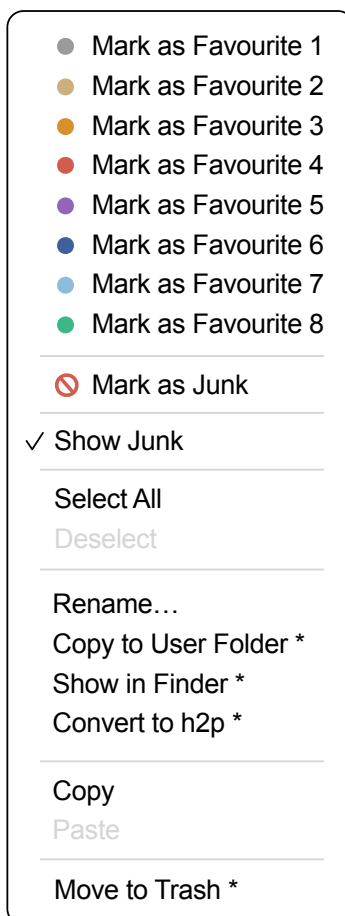 Mark as Favourite 1
Mark as Favourite 2
Mark as Favourite 3
Mark as Favourite 4
Mark as Favourite 5
Mark as Favourite 6
Mark as Favourite 7
Mark as Favourite 8
Mark as Junk
✓ Show Junk
Select All
Deselect
Rename…
Copy to User Folder *
Show in Finder *
Convert to h2p *
Copy
Paste
Move to Trash *